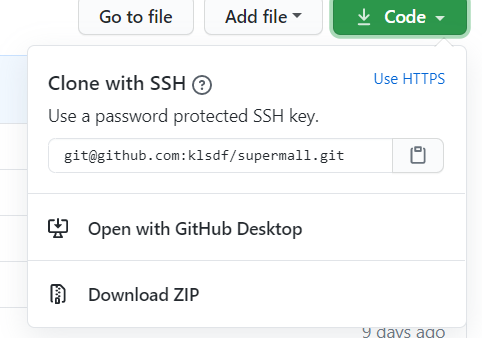 Go to file
Add file
Code
Clone with SSH
Use HTTPS
Use a password protected SSH key.
git@github.com:klsdf/supermall.git
Open with GitHub Desktop
Download ZIP
9 days ago